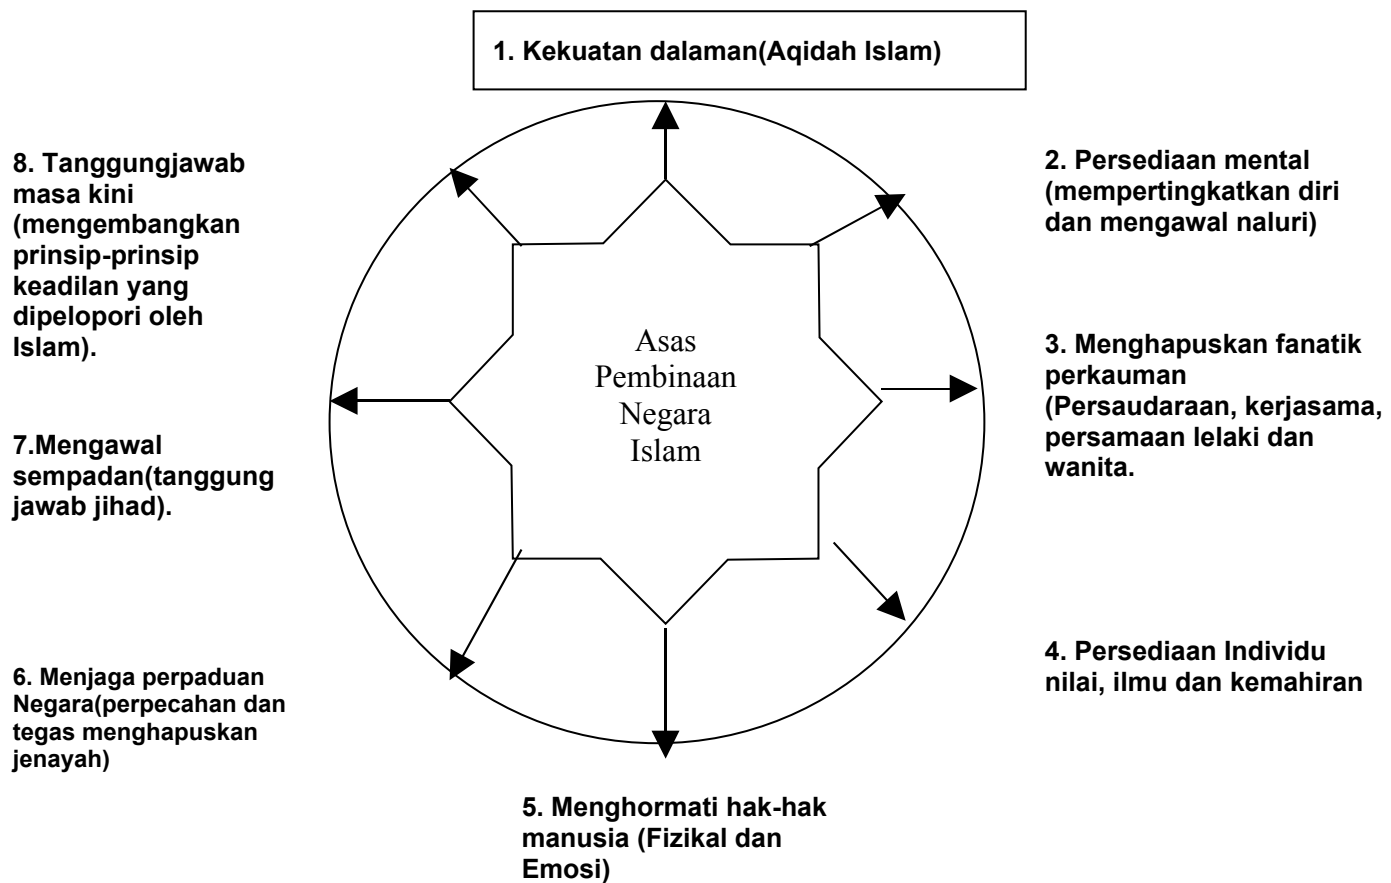 1. Kekuatan dalaman(Aqidah Islam)
2. Persediaan mental
(mempertingkatkan diri
dan mengawal naluri)
3. Menghapuskan fanatik
perkauman
(Persaudaraan, kerjasama,
persamaan lelaki dan
wanita.
4. Persediaan Individu
nilai, ilmu dan kemahiran
5. Menghormati hak-hak
manusia (Fizikal dan
Emosi)
6. Menjaga perpaduan
Negara(perpecahan dan
tegas menghapuskan
jenayah)
7.Mengawal
sempadan(tanggung
jawab jihad).
8. Tanggungjawab
masa kini
(mengembangkan
prinsip-prinsip
keadilan yang
dipelopori oleh
Islam).
Asas
Pembinaan
Negara
Islam